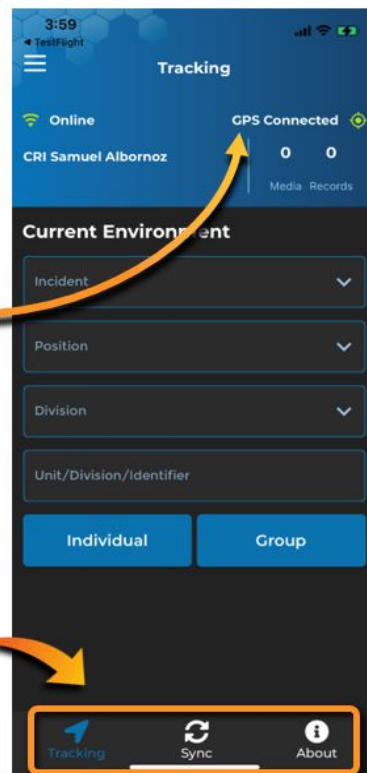 3:59
TestFlight
Tracking
Online
GPS Connected
CRI Samuel Albornoz
0 0
Media Records
Current Environment
Incident
Position
Division
Unit/Division/Identifier
Individual Group
Tracking Sync About